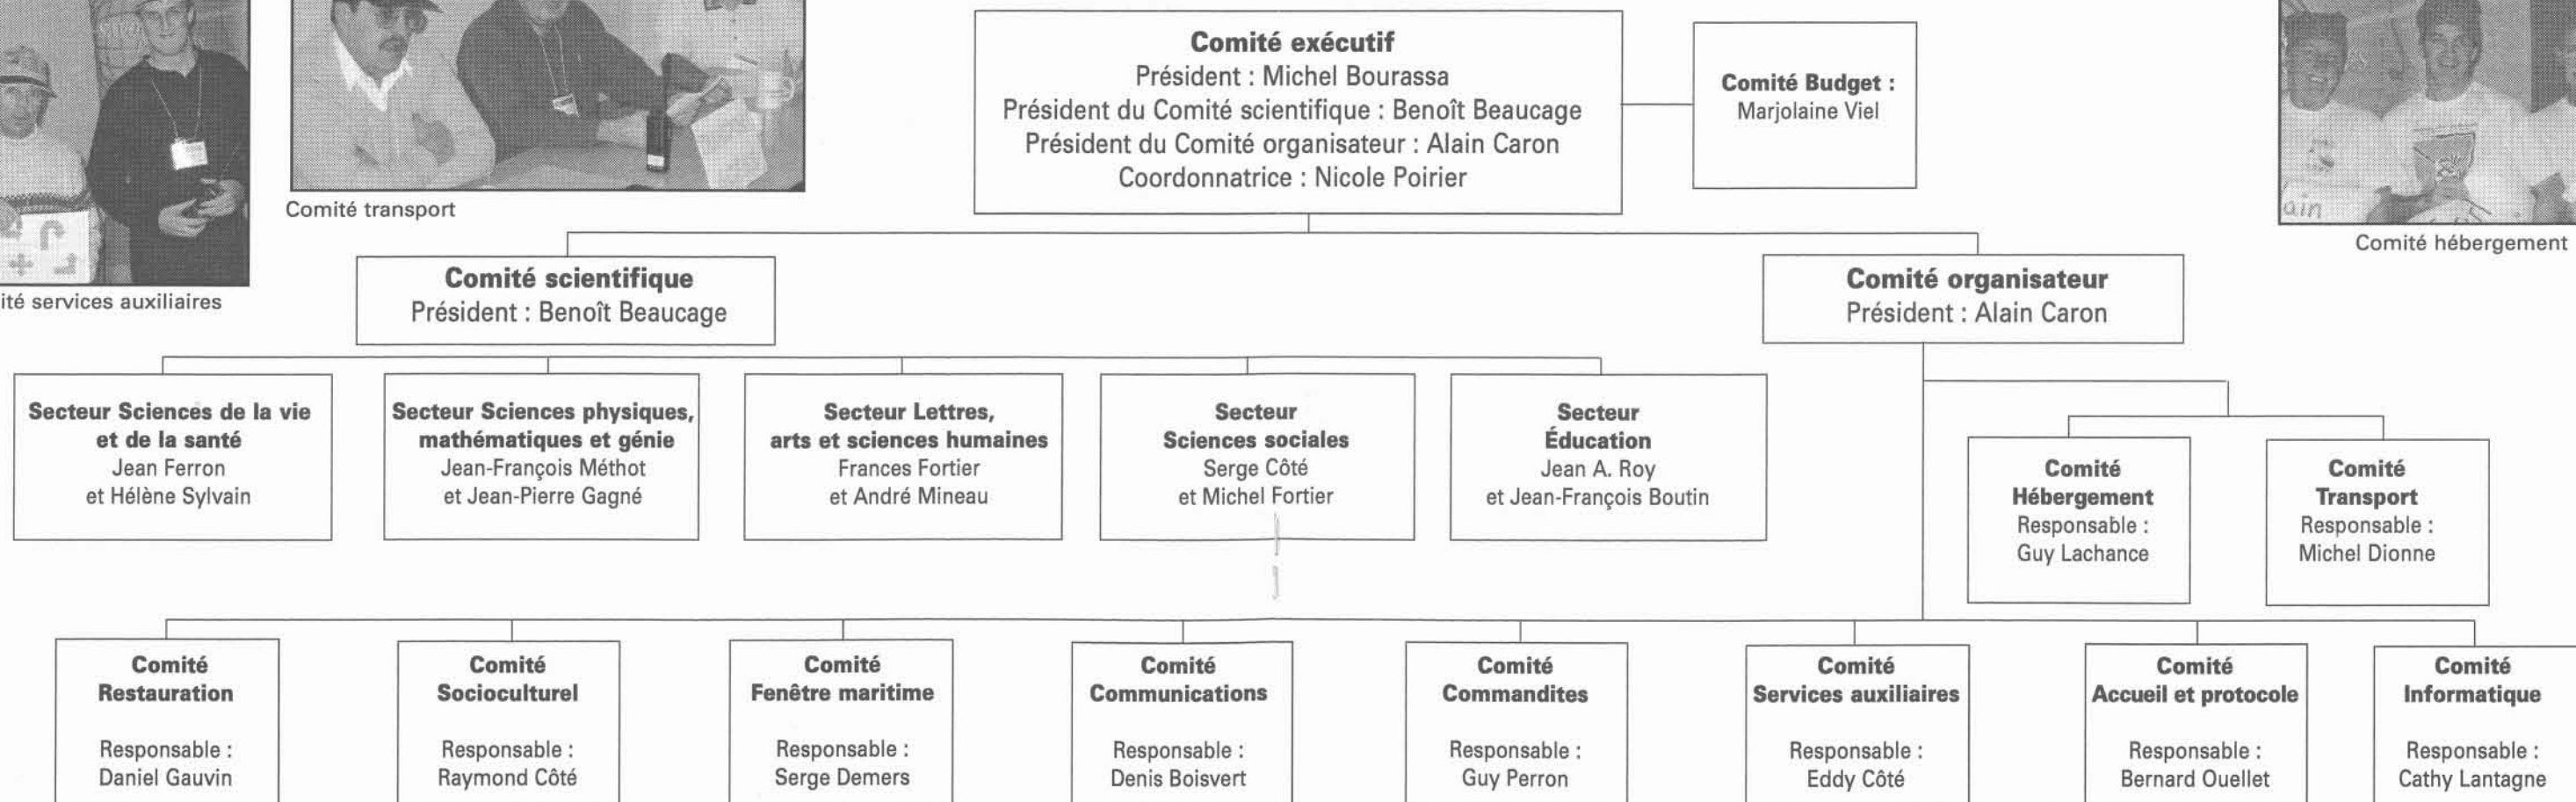 Comité exécutif
Président : Michel Bourassa
Président du Comité scientifique : Benoît Beaucage
Président du Comité organisateur : Alain Caron
Coordonnatrice : Nicole Poirier
Comité Budget :
Marjolaine Viel
Comité transport
Comité hébergement
services auxiliaires
Comité scientifique
Président : Benoît Beaucage
Comité organisateur
Président : Alain Caron
Secteur Sciences de la vie
et de la santé
Jean Ferron
et Hélène Sylvain
Secteur Sciences physiques,
mathématiques et génie
Jean-François Méthot
et Jean-Pierre Gagné
Secteur Lettres,
arts et sciences humaines
Frances Fortier
et André Mineau
Secteur
Sciences sociales
Serge Côté
et Michel Fortier
Secteur
Éducation
Jean A. Roy
et Jean-François Boutin
Comité
Hébergement
Responsable :
Guy Lachance
Comité
Transport
Responsable :
Michel Dionne
Comité
Restauration
Responsable :
Daniel Gauvin
Comité
Socioculturel
Responsable :
Raymond Côté
Comité
Fenêtre maritime
Responsable :
Serge Demers
Comité
Communications
Responsable :
Denis Boisvert
Comité
Commandites
Responsable :
Guy Perron
Comité
Services auxiliaires
Responsable :
Eddy Côté
Comité
Accueil et protocole
Responsable :
Bernard Ouellet
Comité
Informatique
Responsable :
Cathy Lantagne